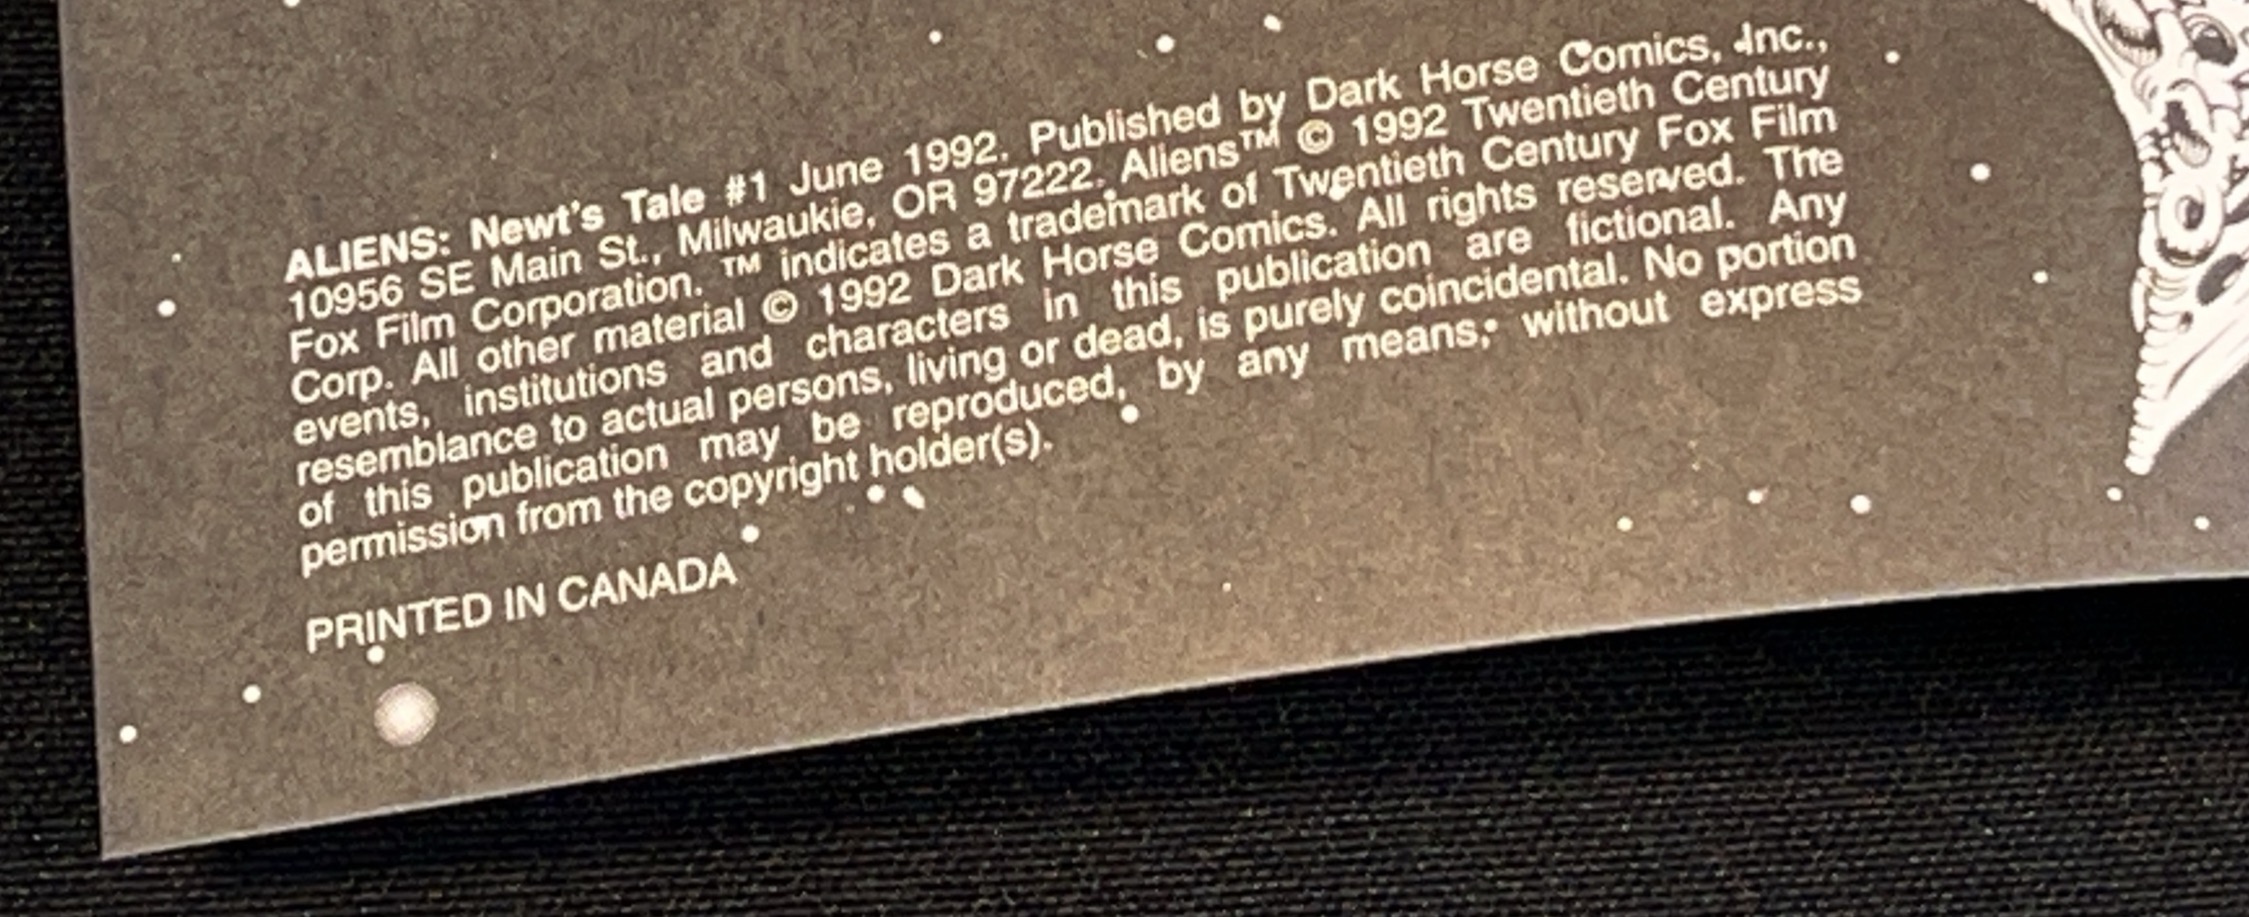 ALIENS: Newt's Tale #1 June 1992. Published by Dark Horse Comics, Inc.,
10956 SE Main St., Milwaukie, OR 97222. Aliens™ © 1992 Twentieth Century
Fox Film Corporation. ™ indicates a trademark of Twentieth Century Fox Film
Corp. All other material © 1992 Dark Horse Comics. All rights reserved. The
events, institutions and characters in this publication are fictional. Any
resemblance to actual persons, living or dead, is purely coincidental. No portion
of this publication may be reproduced, by any means, without express
permission from the copyright holder(s).
PRINTED IN CANADA